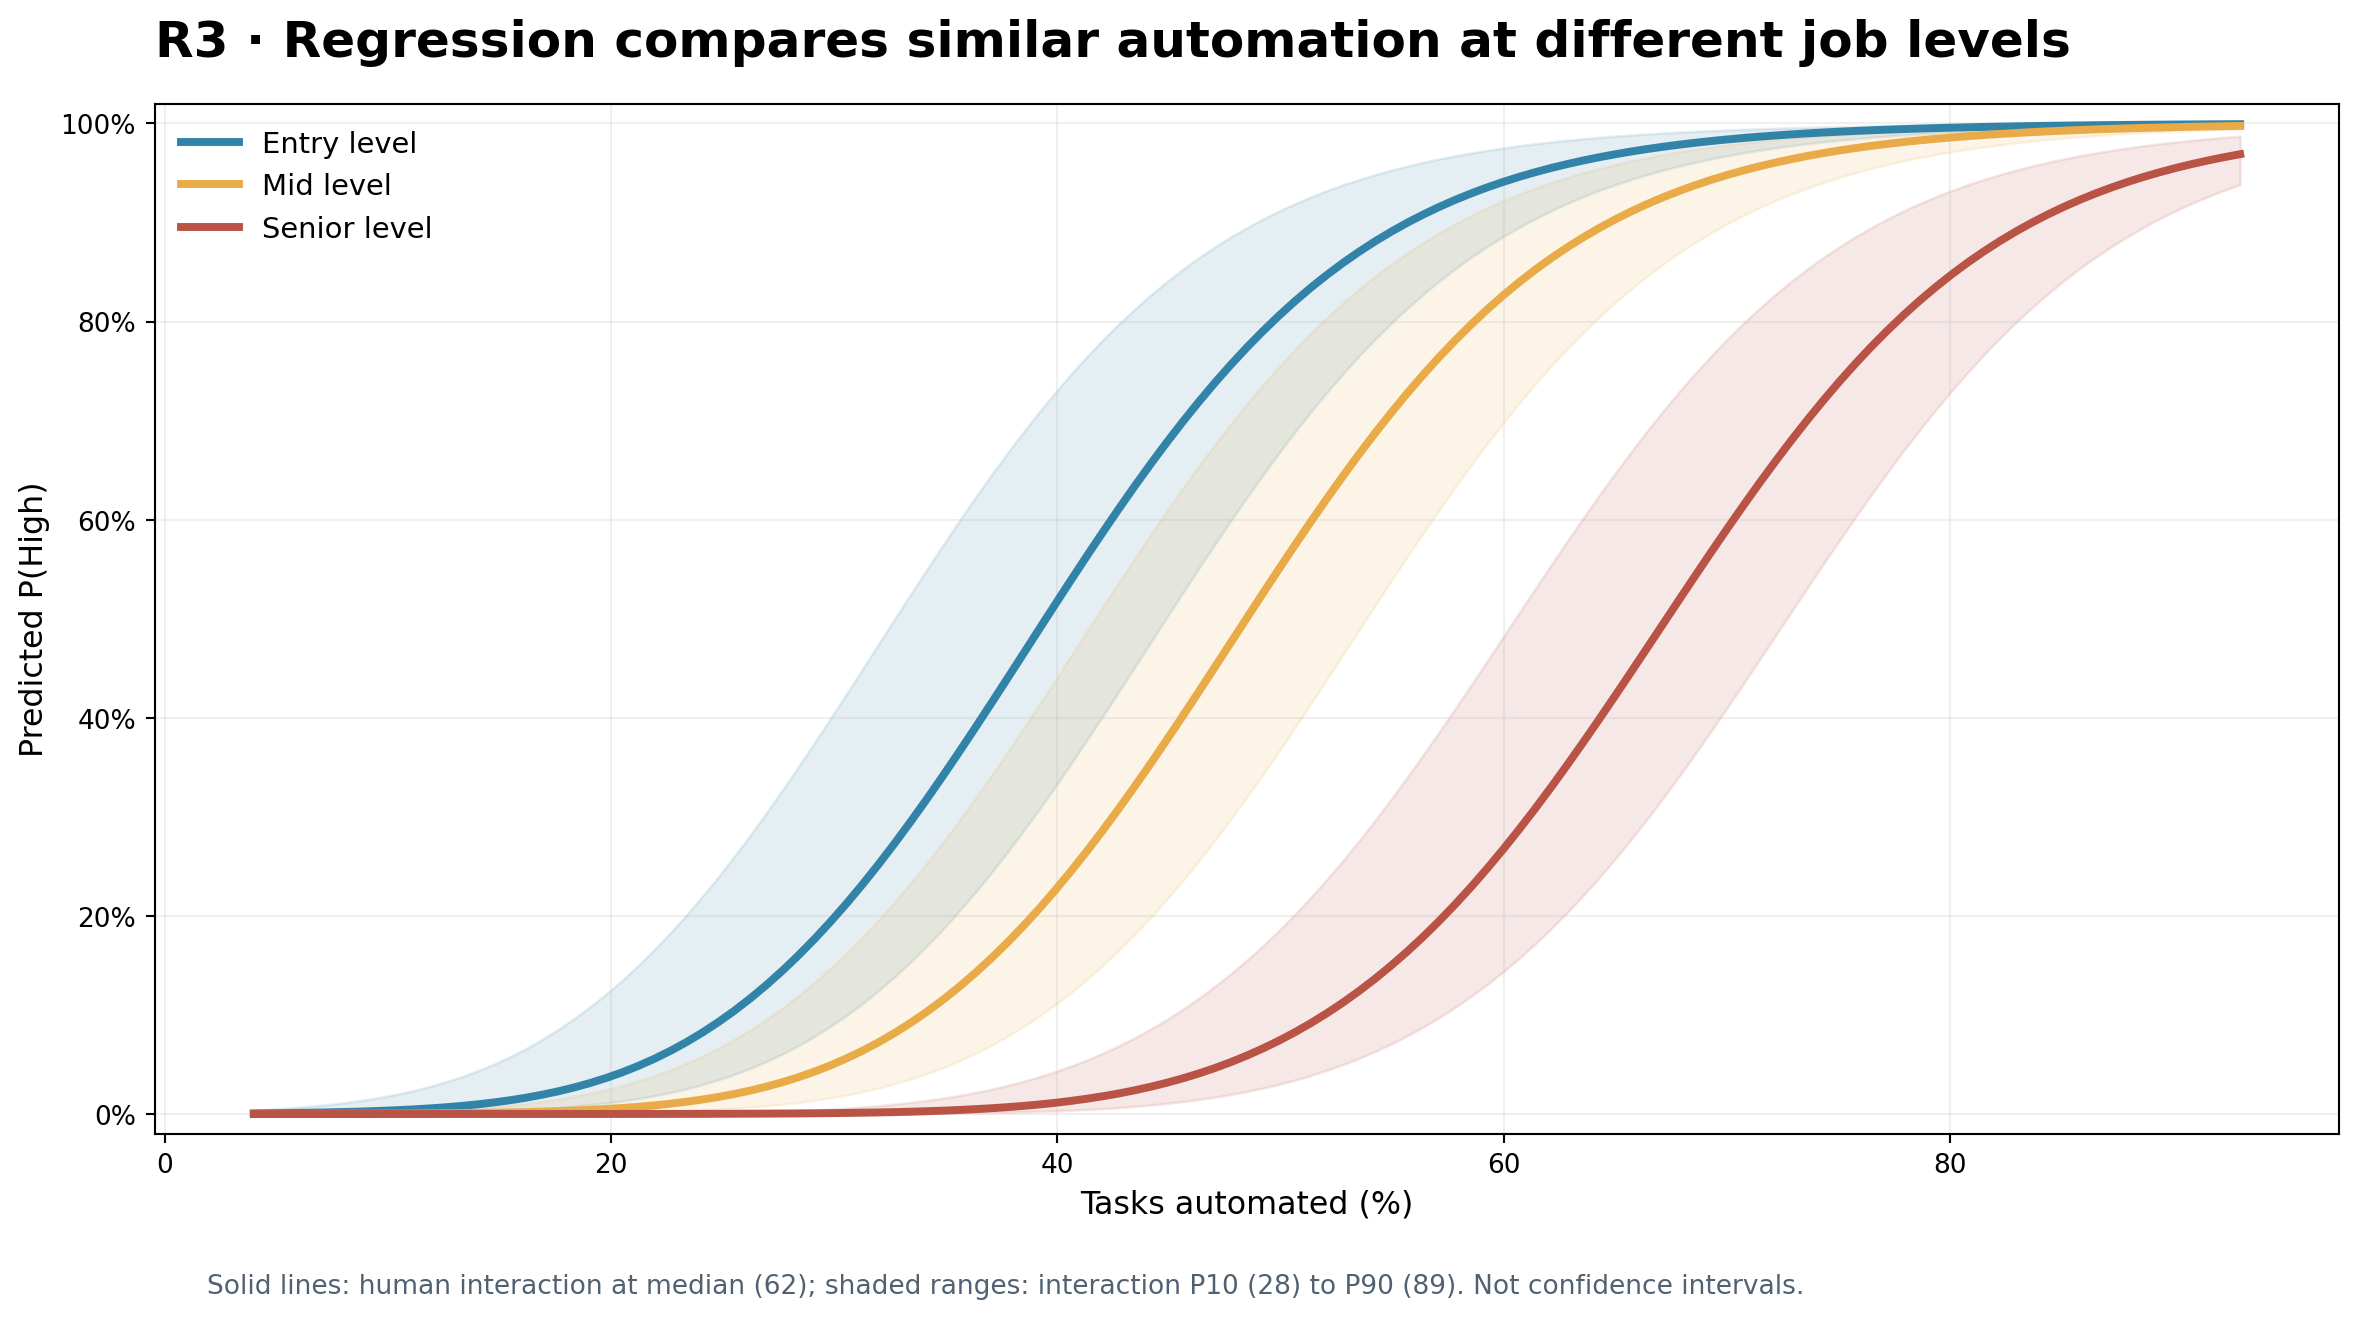 R3 · Regression compares similar automation at different job levels
100%
80%
60%
40%
20%
0%
Predicted P(High)
Entry level
Mid level
Senior level
0
20
40
60
80
Tasks automated (%)
Solid lines: human interaction at median (62); shaded ranges: interaction P10 (28) to P90 (89). Not confidence intervals.